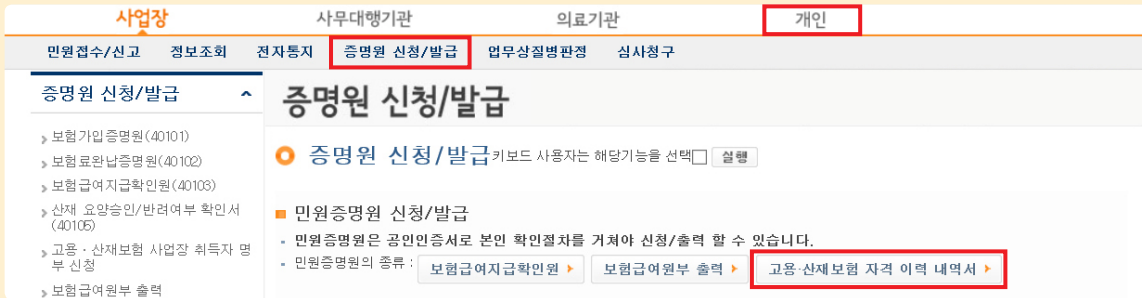 사업장 사무대행기관 의료기관 개인
민원접수/신고 정보조회 전자통지 증명원 신청/발급 업무상질병판정 심사청구
증명원 신청/발급
보험가입증명원(40101)
보험료완납증명원(40102)
보험급여지급확인원(40103)
산재 요양승인/반려여부 확인서
(40105)
고용·산재보험 사업장 취득자 명
부 신청
보험급여원부 출력
증명원 신청/발급
증명원 신청/발급 키보드 사용자는 해당기능을 선택 실행
민원증명원 신청/발급
- 민원증명원은 공인인증서로 본인 확인절차를 거쳐야 신청/출력 할 수 있습니다.
- 민원증명원의 종류 : 보험급여지급확인원 보험급여원부 출력 고용·산재보험 자격 이력 내역서